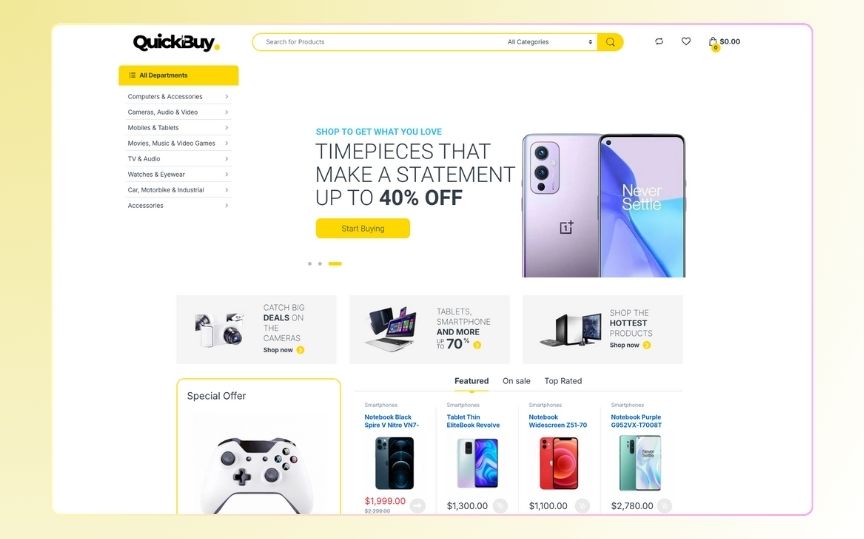 QuickBuy.
Search for Products
All Categories
0
$0.00
All Departments
Computers & Accessories
Cameras, Audio & Video
Mobiles & Tablets
Movies, Music & Video Games
TV & Audio
Watches & Eyewear
Car, Motorbike & Industrial
Accessories
SHOP TO GET WHAT YOU LOVE
TIMEPIECES THAT
MAKE A STATEMENT
UP TO 40% OFF
Start Buying
Never
Settle
CATCH BIG
DEALS ON
THE
CAMERAS
Shop now
TABLETS,
SMARTPHONE
AND MORE
UP TO 70%
SHOP THE
HOTTEST
PRODUCTS
Shop now
Special Offer
Featured On sale Top Rated
Smartphones
Notebook Black
Spire V Nitro VN7-
$1,999.00
$2,299.00
Smartphones
Tablet Thin
EliteBook Revolve
$1,300.00
Smartphones
Notebook
Widescreen Z51-70
$1,100.00
Smartphones
Notebook Purple
G952VX-T7008T
$2,780.00